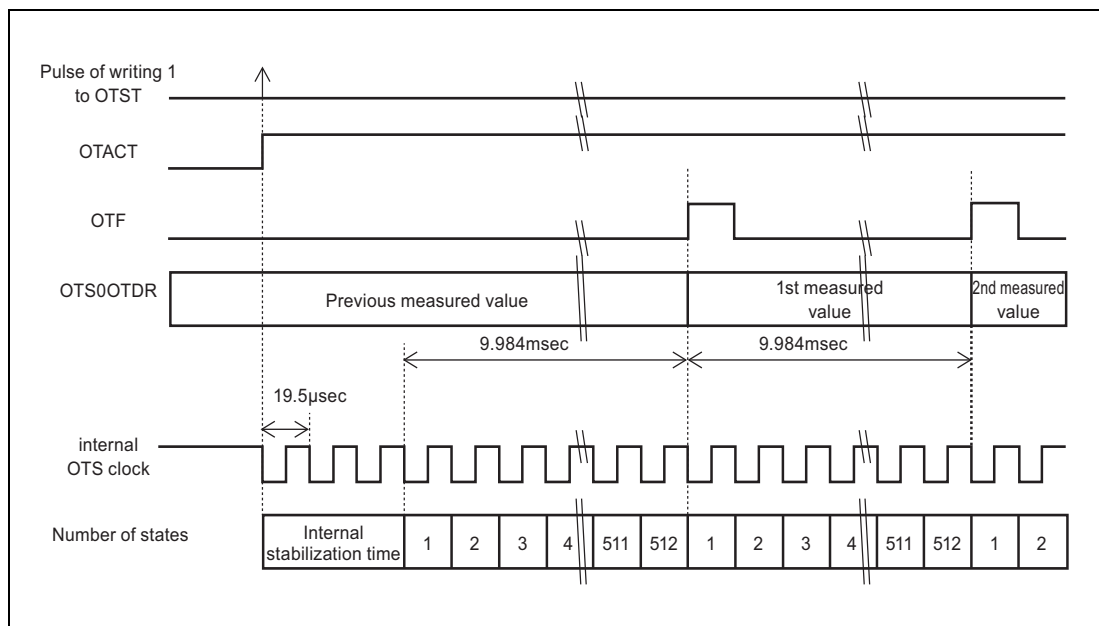 Pulse of writing 1
to OTST
OTACT
OTF
OTS0OTDR
Previous measured value
1st measured
value
2nd measured
value
9.984msec
9.984msec
19.5µsec
internal
OTS clock
Number of states
Internal
stabilization time
1
2
3
4
511
512
1
2
3
4
511
512
1
2